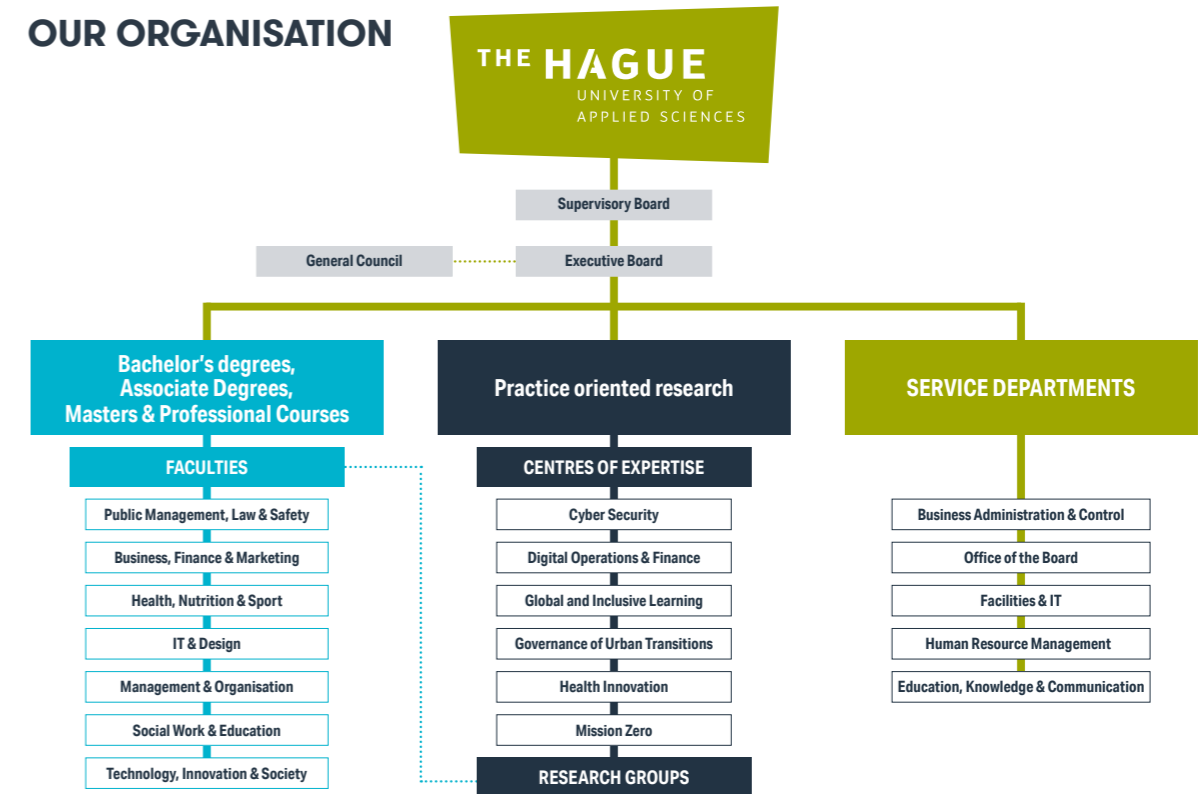 OUR ORGANISATION
THE HAGUE
UNIVERSITY OF
APPLIED SCIENCES
Supervisory Board
General Council
Executive Board
Bachelor's degrees,
Associate Degrees,
Masters & Professional Courses
FACULTIES
Public Management, Law & Safety
Business, Finance & Marketing
Health, Nutrition & Sport
IT & Design
Management & Organisation
Social Work & Education
Technology, Innovation & Society
Practice oriented research
CENTRES OF EXPERTISE
Cyber Security
Digital Operations & Finance
Global and Inclusive Learning
Governance of Urban Transitions
Health Innovation
Mission Zero
RESEARCH GROUPS
SERVICE DEPARTMENTS
Business Administration & Control
Office of the Board
Facilities & IT
Human Resource Management
Education, Knowledge & Communication